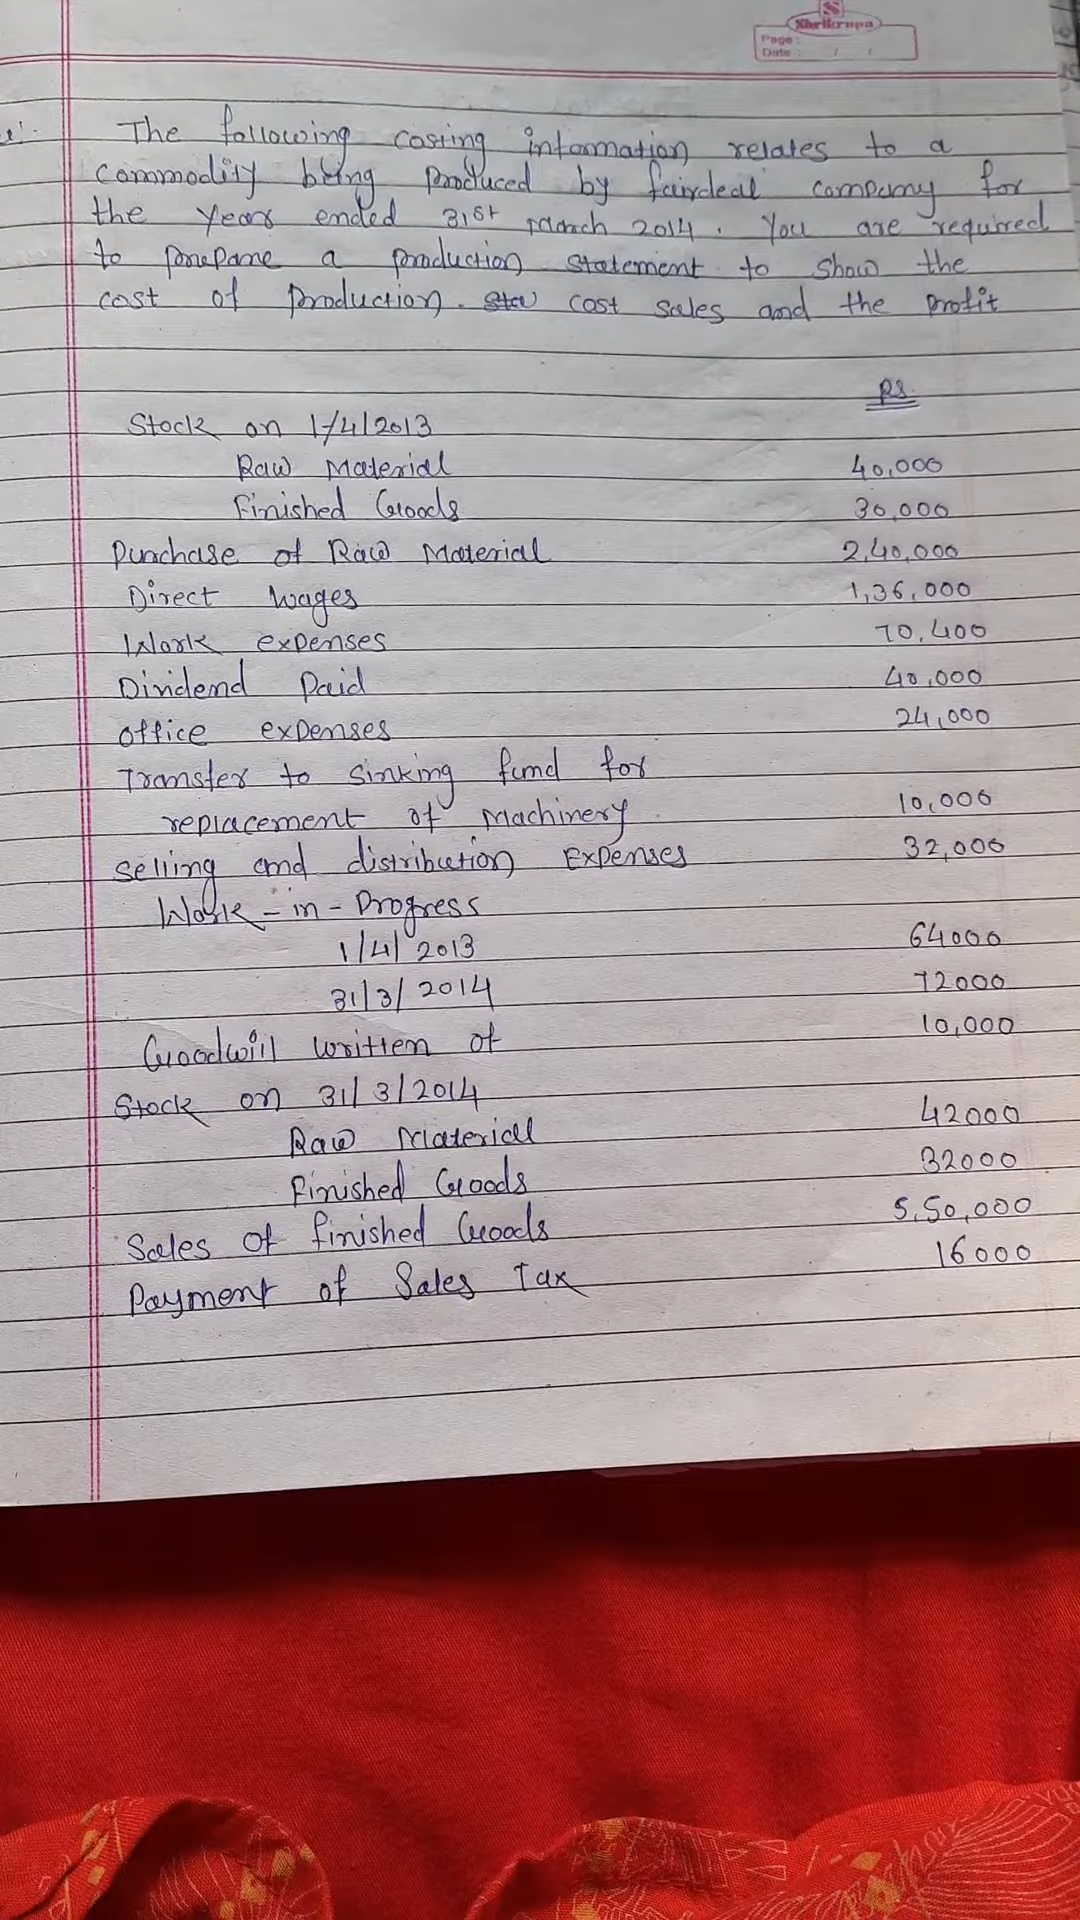 Shrikrupa
Page :
Date : / /
The following costing information relates to a
commodity being produced by fairdeal company for
the year ended 31st march 2014. You are required
to prepare a production statement to show the
cost of production. cost sales and the profit
Rs.
Stock on 1/4/2013
Raw Material 40,000
Finished Goods 30,000
Purchase of Raw Material 2,40,000
Direct wages 1,36,000
Work expenses 70,400
Dividend Paid 40,000
office expenses 24,000
Transfer to sinking fund for
replacement of Machinery. 10,000
selling and distribution Expenses 32,000
Work-in-Progress
1/4/2013 64000
31/3/2014 72000
Goodwill written of 10,000
Stock on 31/3/2014
Raw Material 42000
Finished Goods 32000
Sales of finished Goods 5,50,000
Payment of Sales Tax 16000